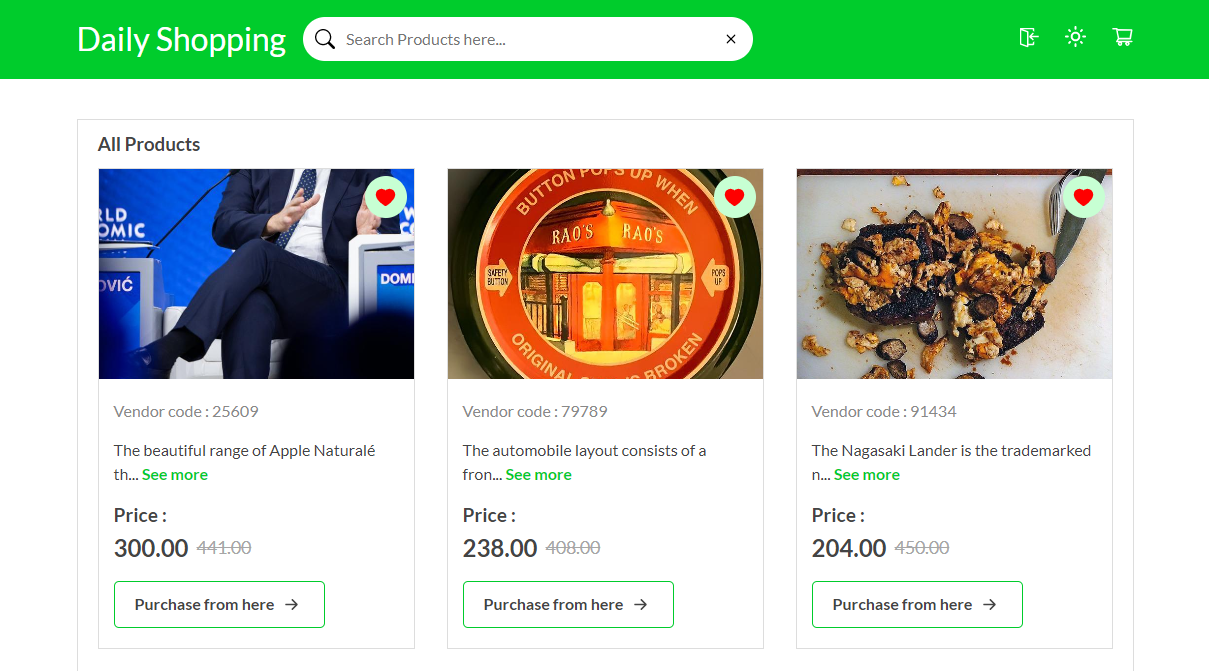 Daily Shopping
Search Products here...
All Products
RLD
OMIC
OVIĆ
DOMI
Vendor code : 25609
The beautiful range of Apple Naturalé
th... See more
Price :
300.00 441.00
Purchase from here
BUTTON POPS UP WHEN
RAO'S RAO'S
SAFETY
BUTTON
POPS
UP
ORIGINAL
BROKEN
Vendor code : 79789
The automobile layout consists of a
fron... See more
Price :
238.00 408.00
Purchase from here
Vendor code : 91434
The Nagasaki Lander is the trademarked
n... See more
Price :
204.00 450.00
Purchase from here